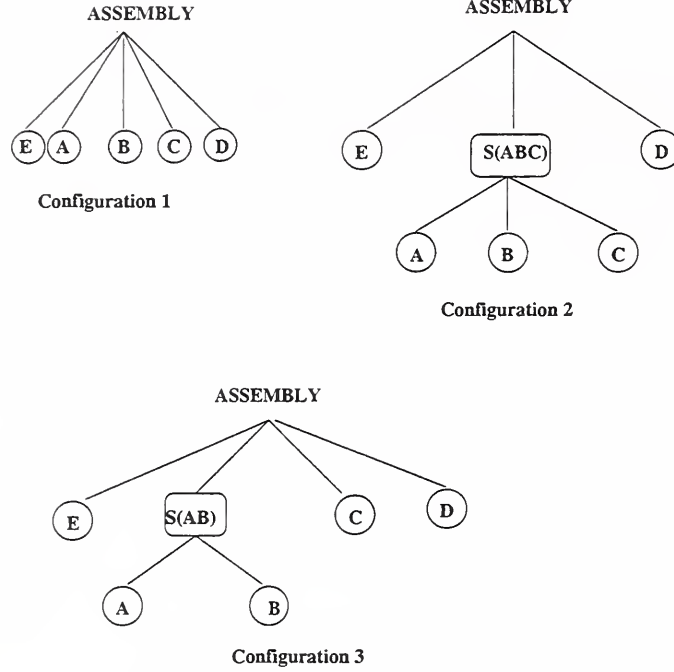 ASSEMBLY
E A B C D
Configuration 1
ASSEMBLY
E S(ABC) D
A B C
Configuration 2
ASSEMBLY
E S(AB) C D
A B
Configuration 3